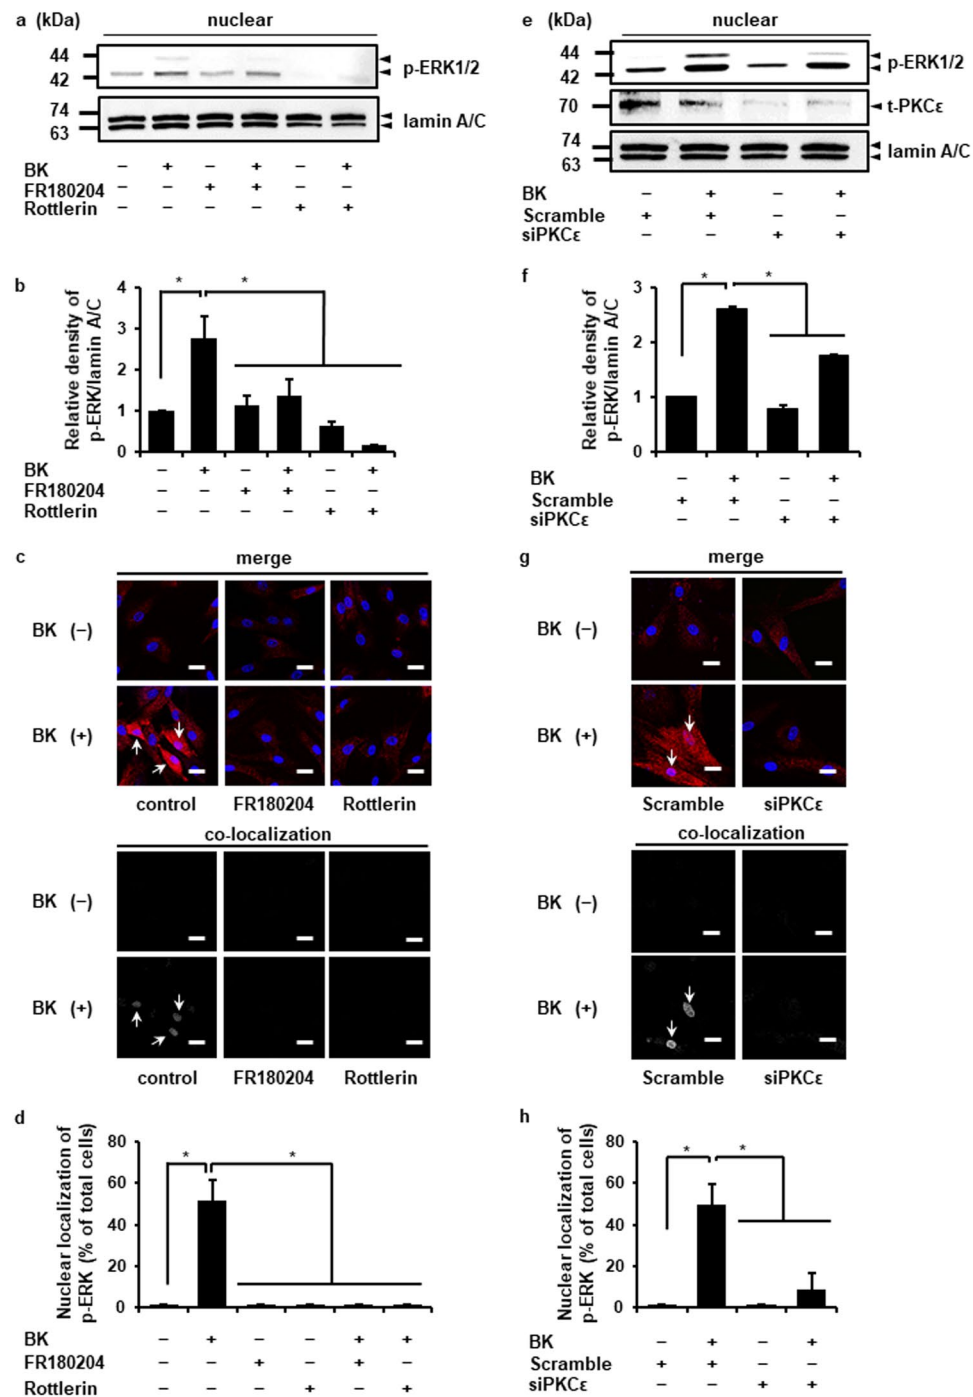 a (kDa) nuclear
44
42
p-ERK1/2
74
63
lamin A/C
BK – + – + – +
FR180204 – – + + – –
Rottlerin – – – – + +
b
Relative density of
p-ERK/lamin A/C
4
3
2
1
0
* *
BK – + – + – +
FR180204 – – + + – –
Rottlerin – – – – + +
c
merge
BK (–)
BK (+)
control FR180204 Rottlerin
co-localization
BK (–)
BK (+)
control FR180204 Rottlerin
d
Nuclear localization of
p-ERK (% of total cells)
80
60
40
20
0
* *
BK – + – – + +
FR180204 – – + – + –
Rottlerin – – – + – +
e (kDa) nuclear
44
42
p-ERK1/2
70
t-PKCε
74
63
lamin A/C
BK – + – +
Scramble + + – –
siPKCε – – + +
f
Relative density of
p-ERK/lamin A/C
3
2
1
0
* *
BK – + – +
Scramble + + – –
siPKCε – – + +
g
merge
BK (–)
BK (+)
Scramble siPKCε
co-localization
BK (–)
BK (+)
Scramble siPKCε
h
Nuclear localization of
p-ERK (% of total cells)
80
60
40
20
0
* *
BK – + – +
Scramble + + – –
siPKCε – – + +